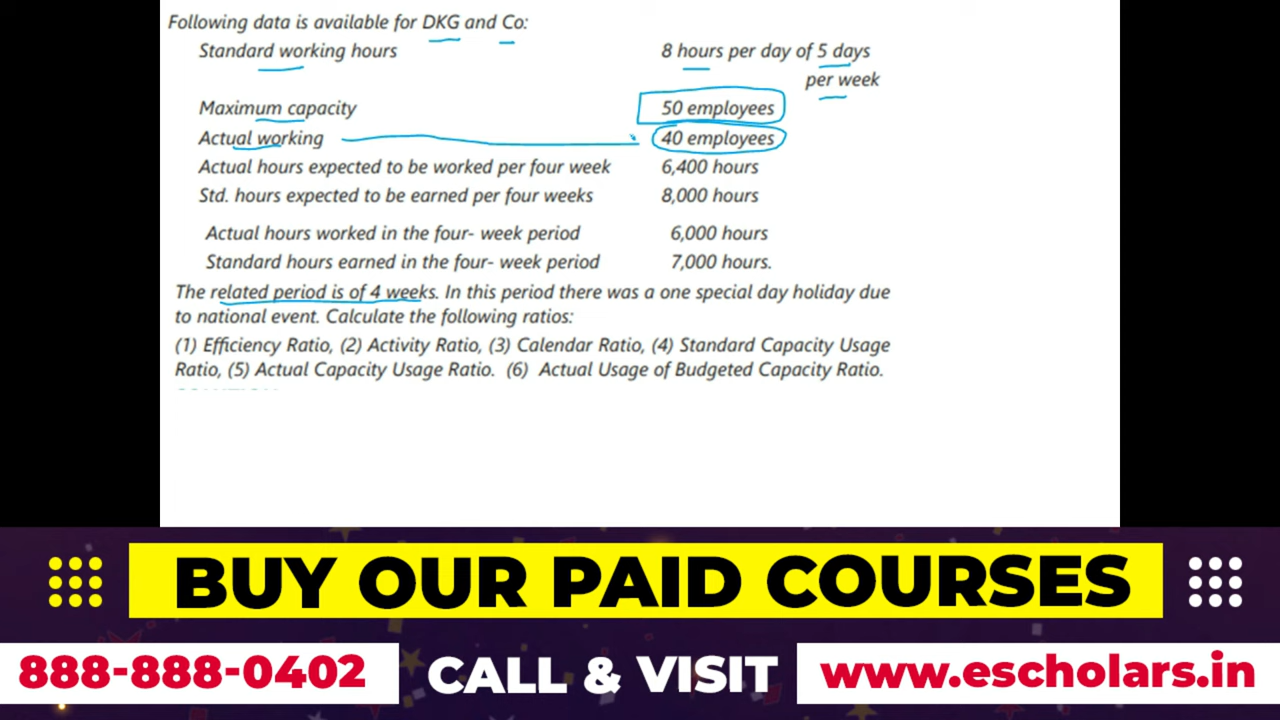 Following data is available for DKG and Co:
Standard working hours 8 hours per day of 5 days
per week
Maximum capacity 50 employees
Actual working 40 employees
Actual hours expected to be worked per four week 6,400 hours
Std. hours expected to be earned per four weeks 8,000 hours
Actual hours worked in the four- week period 6,000 hours
Standard hours earned in the four- week period 7,000 hours.
The related period is of 4 weeks. In this period there was a one special day holiday due
to national event. Calculate the following ratios:
(1) Efficiency Ratio, (2) Activity Ratio, (3) Calendar Ratio, (4) Standard Capacity Usage
Ratio, (5) Actual Capacity Usage Ratio. (6) Actual Usage of Budgeted Capacity Ratio.
BUY OUR PAID COURSES
888-888-0402 CALL & VISIT www.escholars.in